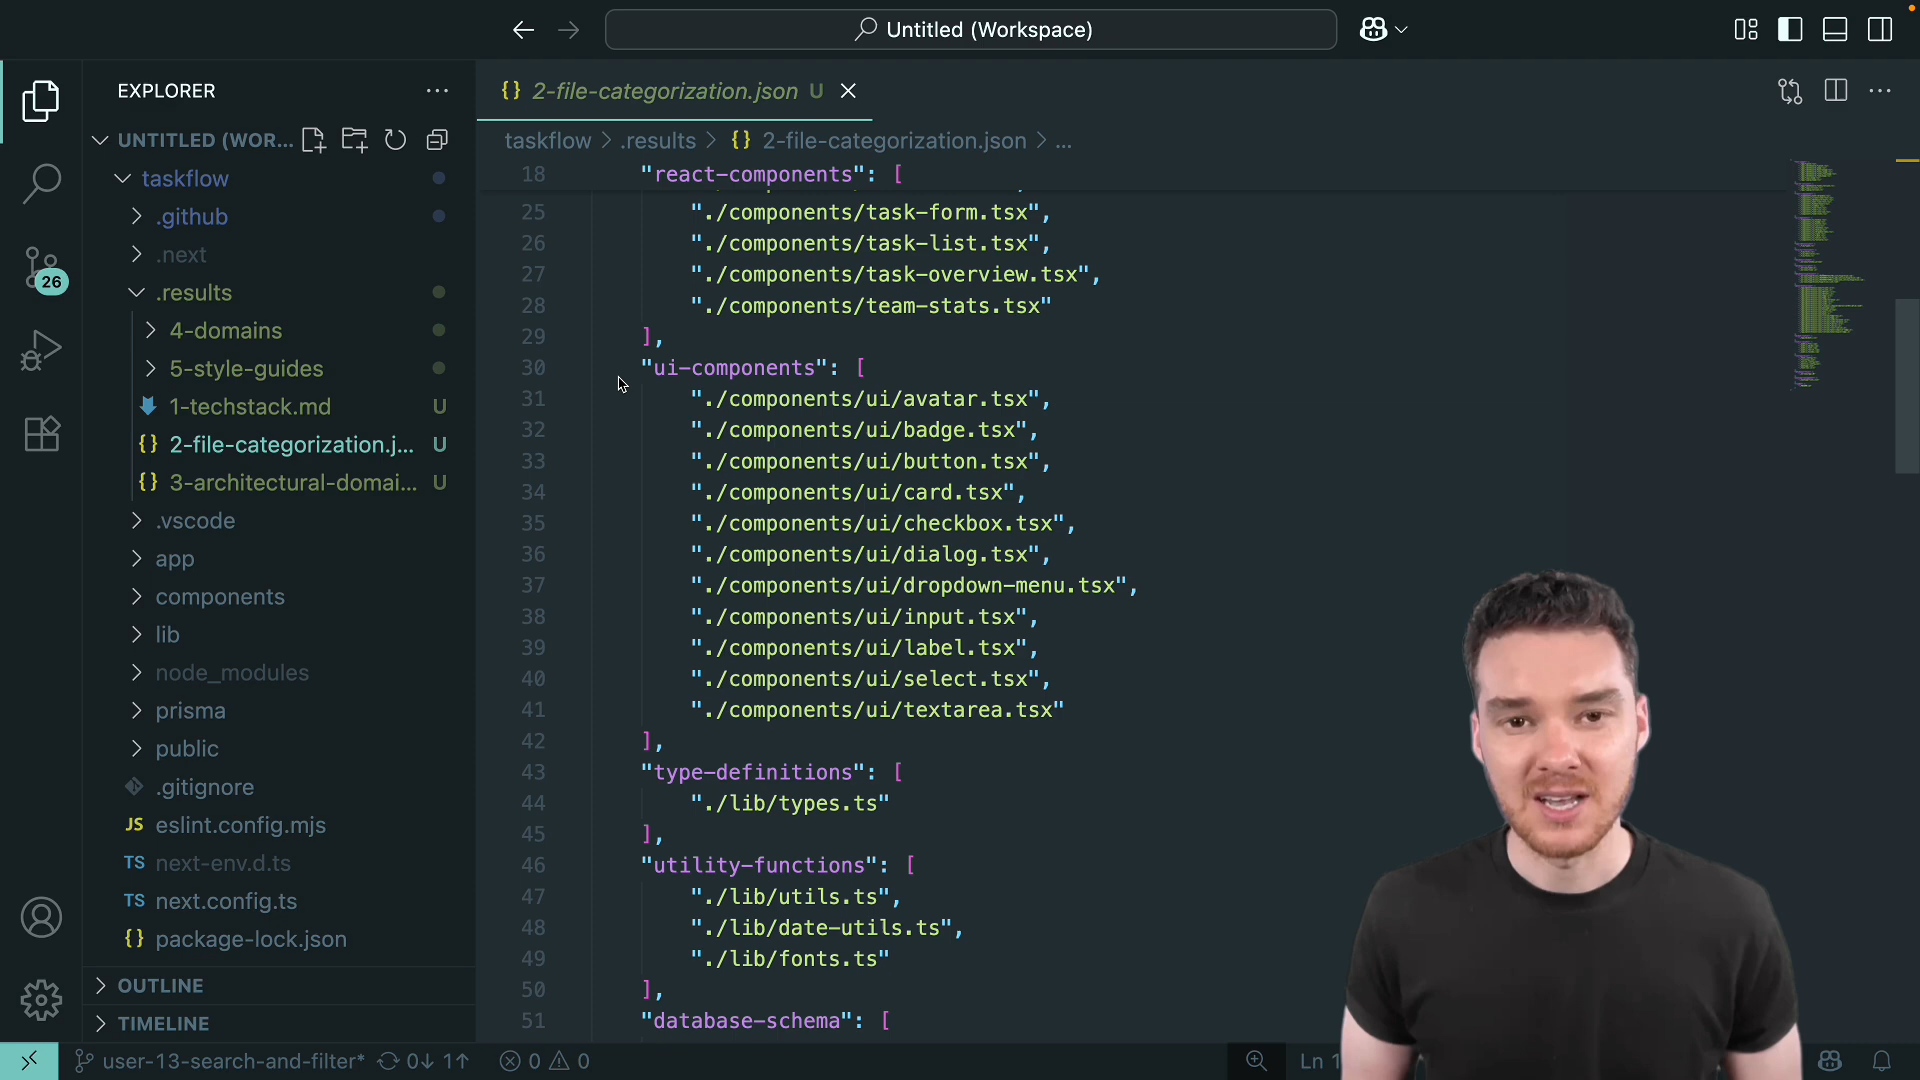 Untitled (Workspace)
EXPLORER
UNTITLED (WOR...
taskflow
.github
.next
.results
4-domains
5-style-guides
1-techstack.md U
2-file-categorization.j... U
3-architectural-domai... U
.vscode
app
components
lib
node_modules
prisma
public
.gitignore
JS eslint.config.mjs
TS next-env.d.ts
TS next.config.ts
{} package-lock.json
OUTLINE
TIMELINE
26
{} 2-file-categorization.json U
taskflow > .results > {} 2-file-categorization.json > ...
18 "react-components": [
25 "./components/task-form.tsx",
26 "./components/task-list.tsx",
27 "./components/task-overview.tsx",
28 "./components/team-stats.tsx"
29 ],
30 "ui-components": [
31 "./components/ui/avatar.tsx",
32 "./components/ui/badge.tsx",
33 "./components/ui/button.tsx",
34 "./components/ui/card.tsx",
35 "./components/ui/checkbox.tsx",
36 "./components/ui/dialog.tsx",
37 "./components/ui/dropdown-menu.tsx",
38 "./components/ui/input.tsx",
39 "./components/ui/label.tsx",
40 "./components/ui/select.tsx",
41 "./components/ui/textarea.tsx"
42 ],
43 "type-definitions": [
44 "./lib/types.ts"
45 ],
46 "utility-functions": [
47 "./lib/utils.ts",
48 "./lib/date-utils.ts",
49 "./lib/fonts.ts"
50 ],
51 "database-schema": [
user-13-search-and-filter* 0↓ 1↑ 0 0 Ln